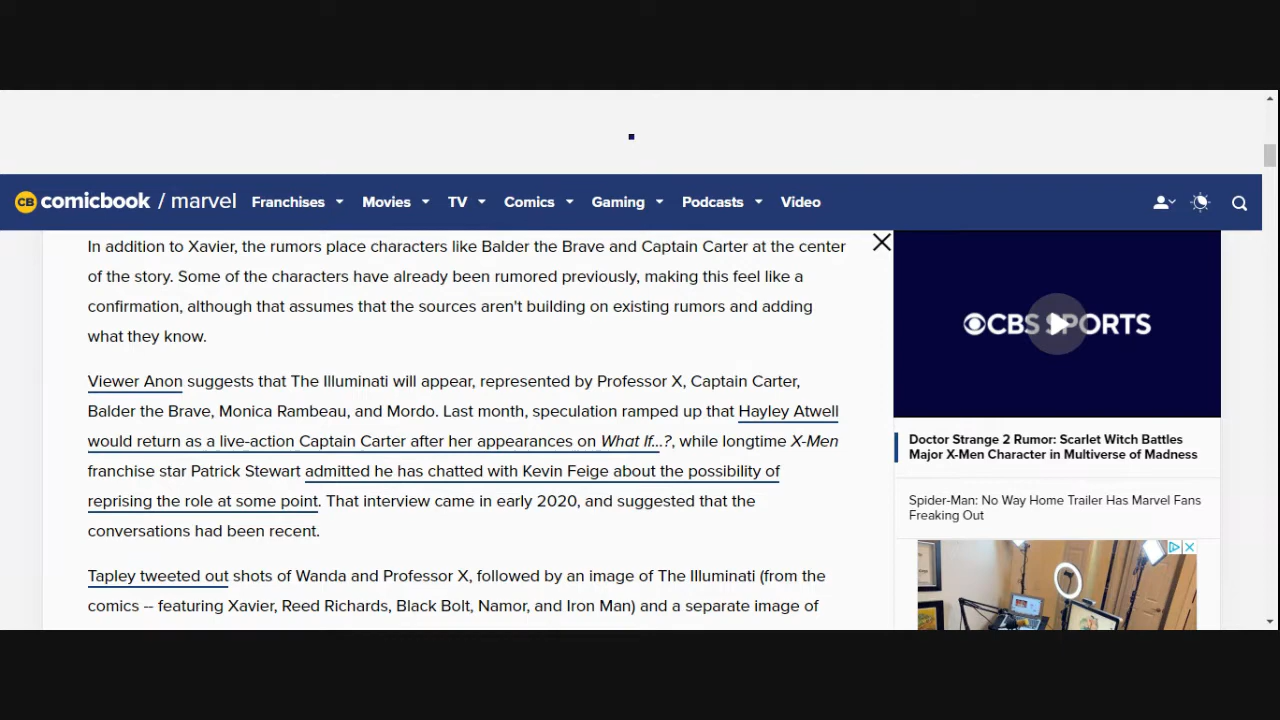 CB comicbook / marvel Franchises Movies TV Comics Gaming Podcasts Video
In addition to Xavier, the rumors place characters like Balder the Brave and Captain Carter at the center
of the story. Some of the characters have already been rumored previously, making this feel like a
confirmation, although that assumes that the sources aren't building on existing rumors and adding
what they know.
Viewer Anon suggests that The Illuminati will appear, represented by Professor X, Captain Carter,
Balder the Brave, Monica Rambeau, and Mordo. Last month, speculation ramped up that Hayley Atwell
would return as a live-action Captain Carter after her appearances on What If...?, while longtime X-Men
franchise star Patrick Stewart admitted he has chatted with Kevin Feige about the possibility of
reprising the role at some point. That interview came in early 2020, and suggested that the
conversations had been recent.
Tapley tweeted out shots of Wanda and Professor X, followed by an image of The Illuminati (from the
comics -- featuring Xavier, Reed Richards, Black Bolt, Namor, and Iron Man) and a separate image of
CBS SPORTS
Doctor Strange 2 Rumor: Scarlet Witch Battles
Major X-Men Character in Multiverse of Madness
Spider-Man: No Way Home Trailer Has Marvel Fans
Freaking Out